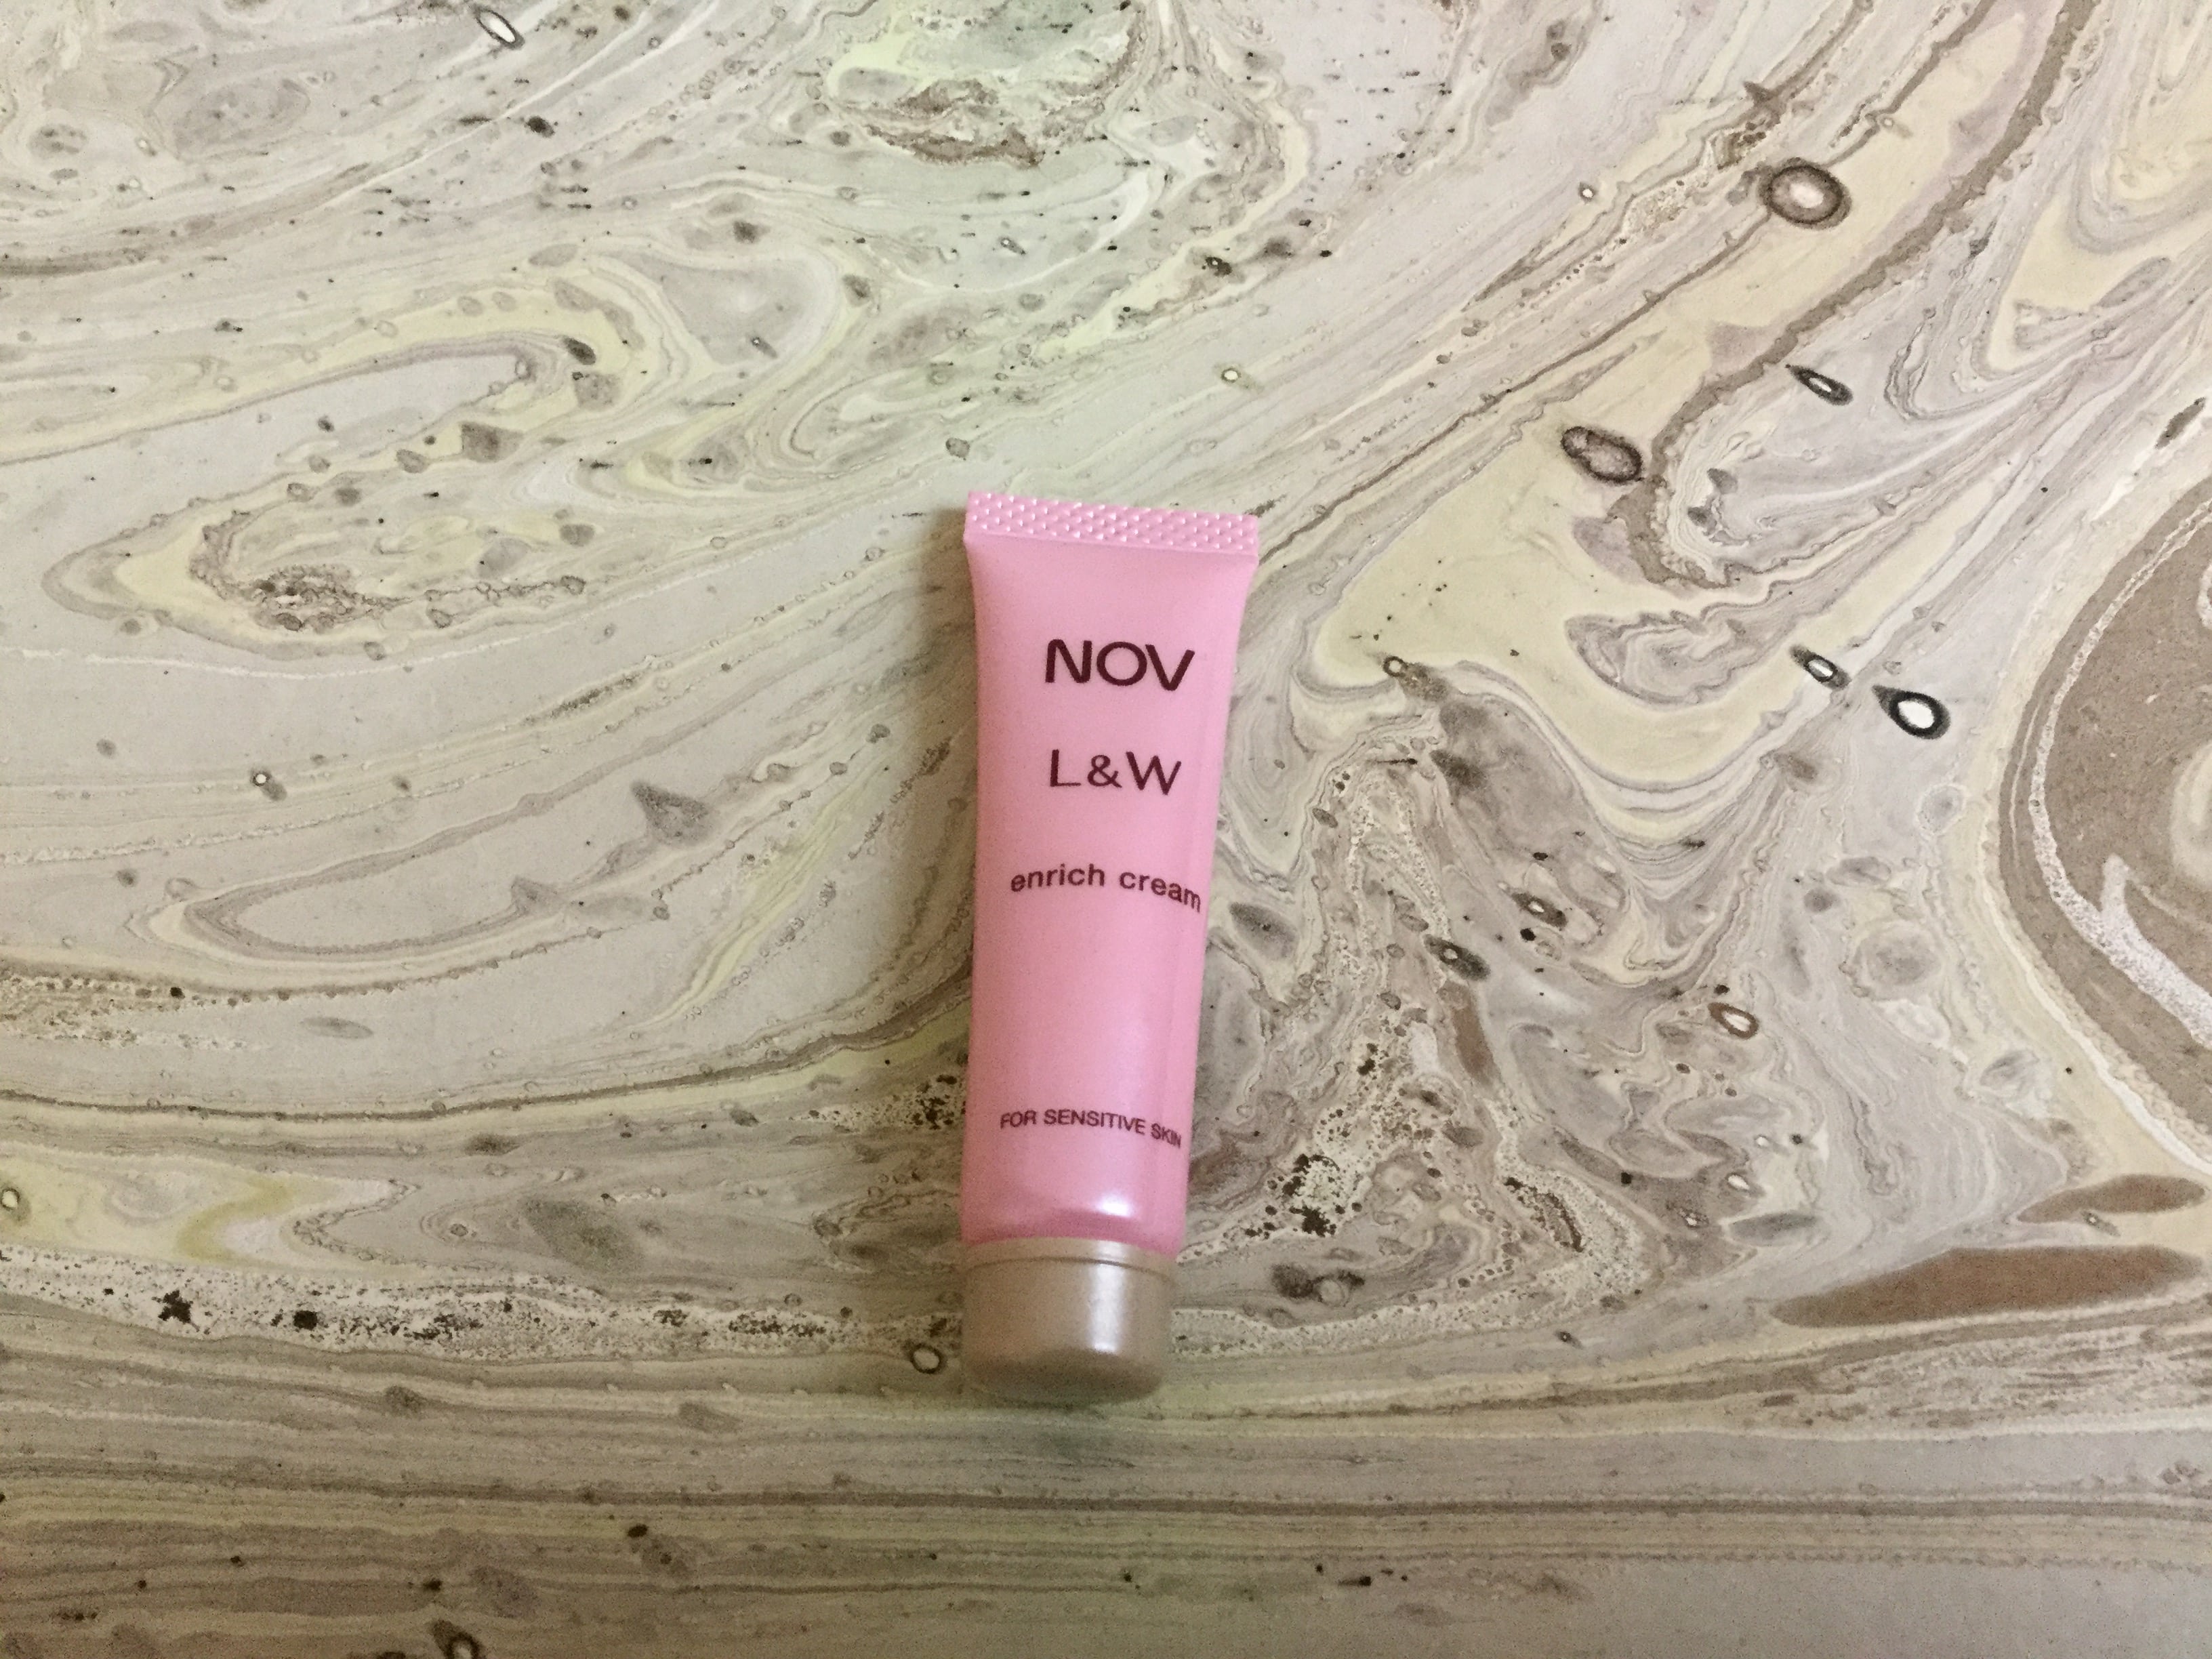 NOV
L&W
enrich cream
FOR SENSITIVE SKIN